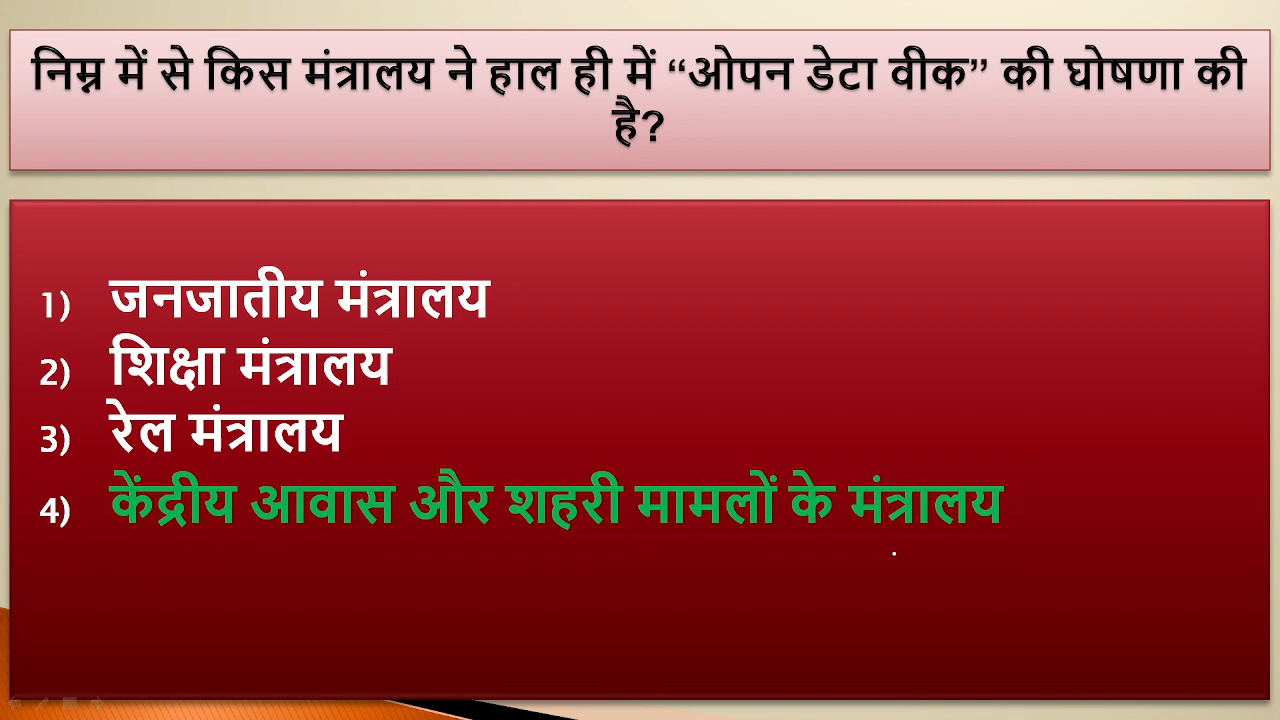 निम्न में से किस मंत्रालय ने हाल ही में “ओपन डेटा वीक” की घोषणा की
है?
1) जनजातीय मंत्रालय
2) शिक्षा मंत्रालय
3) रेल मंत्रालय
4) केंद्रीय आवास और शहरी मामलों के मंत्रालय